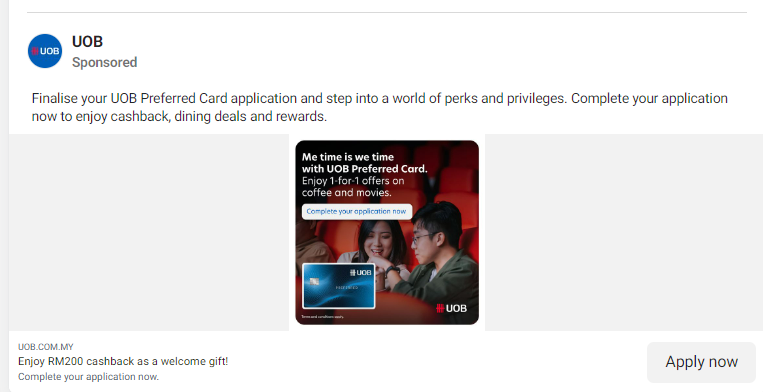 UOB
UOB
Sponsored
Finalise your UOB Preferred Card application and step into a world of perks and privileges. Complete your application
now to enjoy cashback, dining deals and rewards.
Me time is we time
with UOB Preferred Card.
Enjoy 1-for-1 offers on
coffee and movies.
Complete your application now
UOB
PREFERRED
UOB
Terms and conditions apply.
UOB.COM.MY
Enjoy RM200 cashback as a welcome gift!
Complete your application now.
Apply now